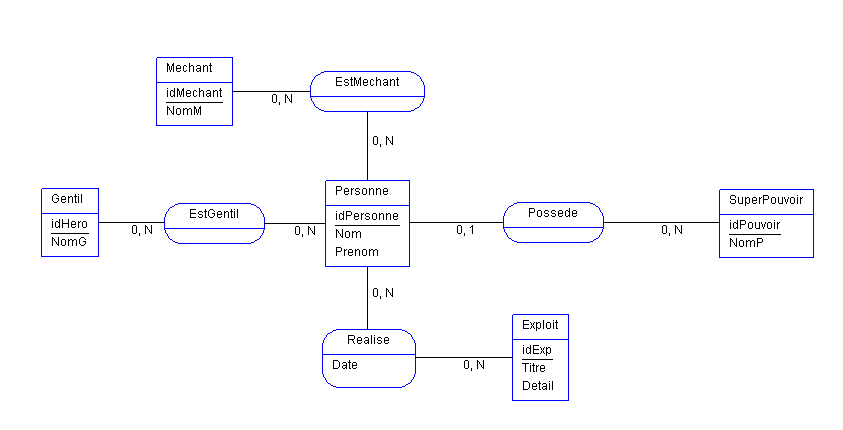 Mechant
idMechant
NomM
0, N
EstMechant
0, N
Gentil
idHero
NomG
0, N
EstGentil
0, N
Personne
idPersonne
Nom
Prenom
0, 1
Possede
0, N
SuperPouvoir
idPouvoir
NomP
0, N
Realise
Date
0, N
Exploit
idExp
Titre
Detail